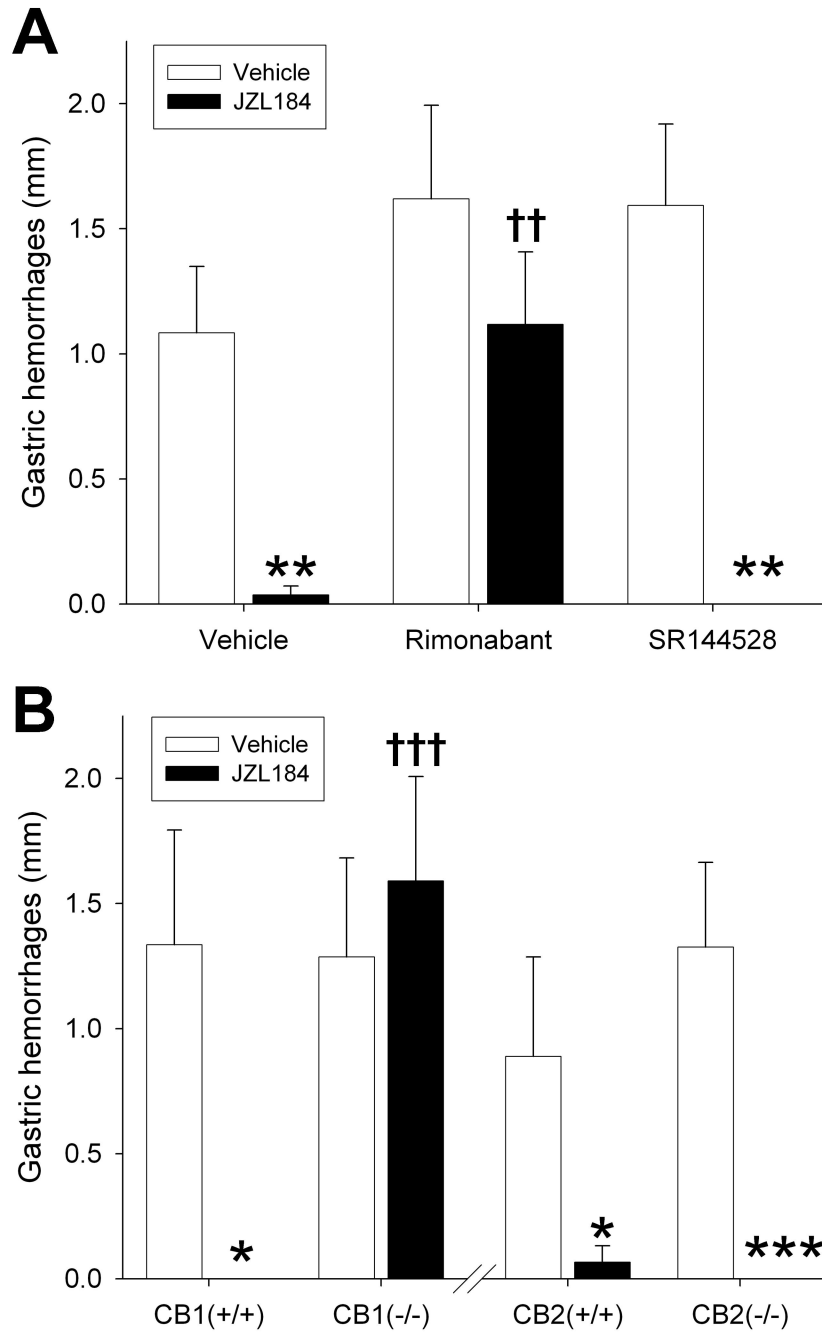 A
Vehicle
JZL184
Gastric hemorrhages (mm)
2.0
1.5
1.0
0.5
0.0
**
††
**
Vehicle Rimonabant SR144528
B
Vehicle
JZL184
Gastric hemorrhages (mm)
2.0
1.5
1.0
0.5
0.0
*
†††
*
***
CB1(+/+) CB1(-/-) CB2(+/+) CB2(-/-)